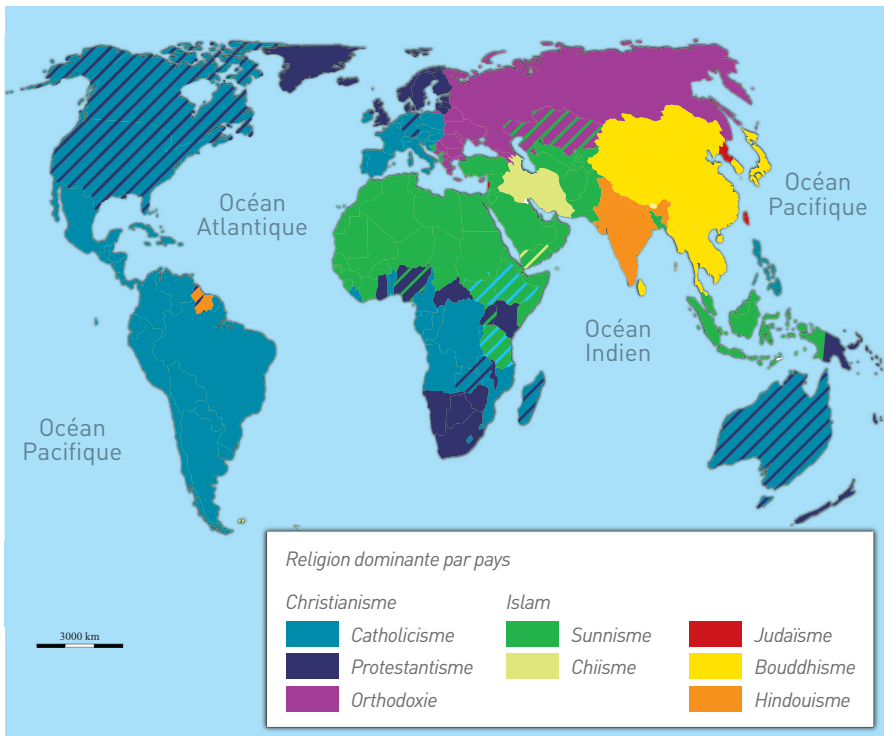 Océan
Atlantique
Océan
Pacifique
Océan
Indien
Océan
Pacifique
3000 km
Religion dominante par pays
Christianisme
Catholicisme
Protestantisme
Orthodoxie
Islam
Sunnisme
Chiïsme
Judaïsme
Bouddhisme
Hindouisme